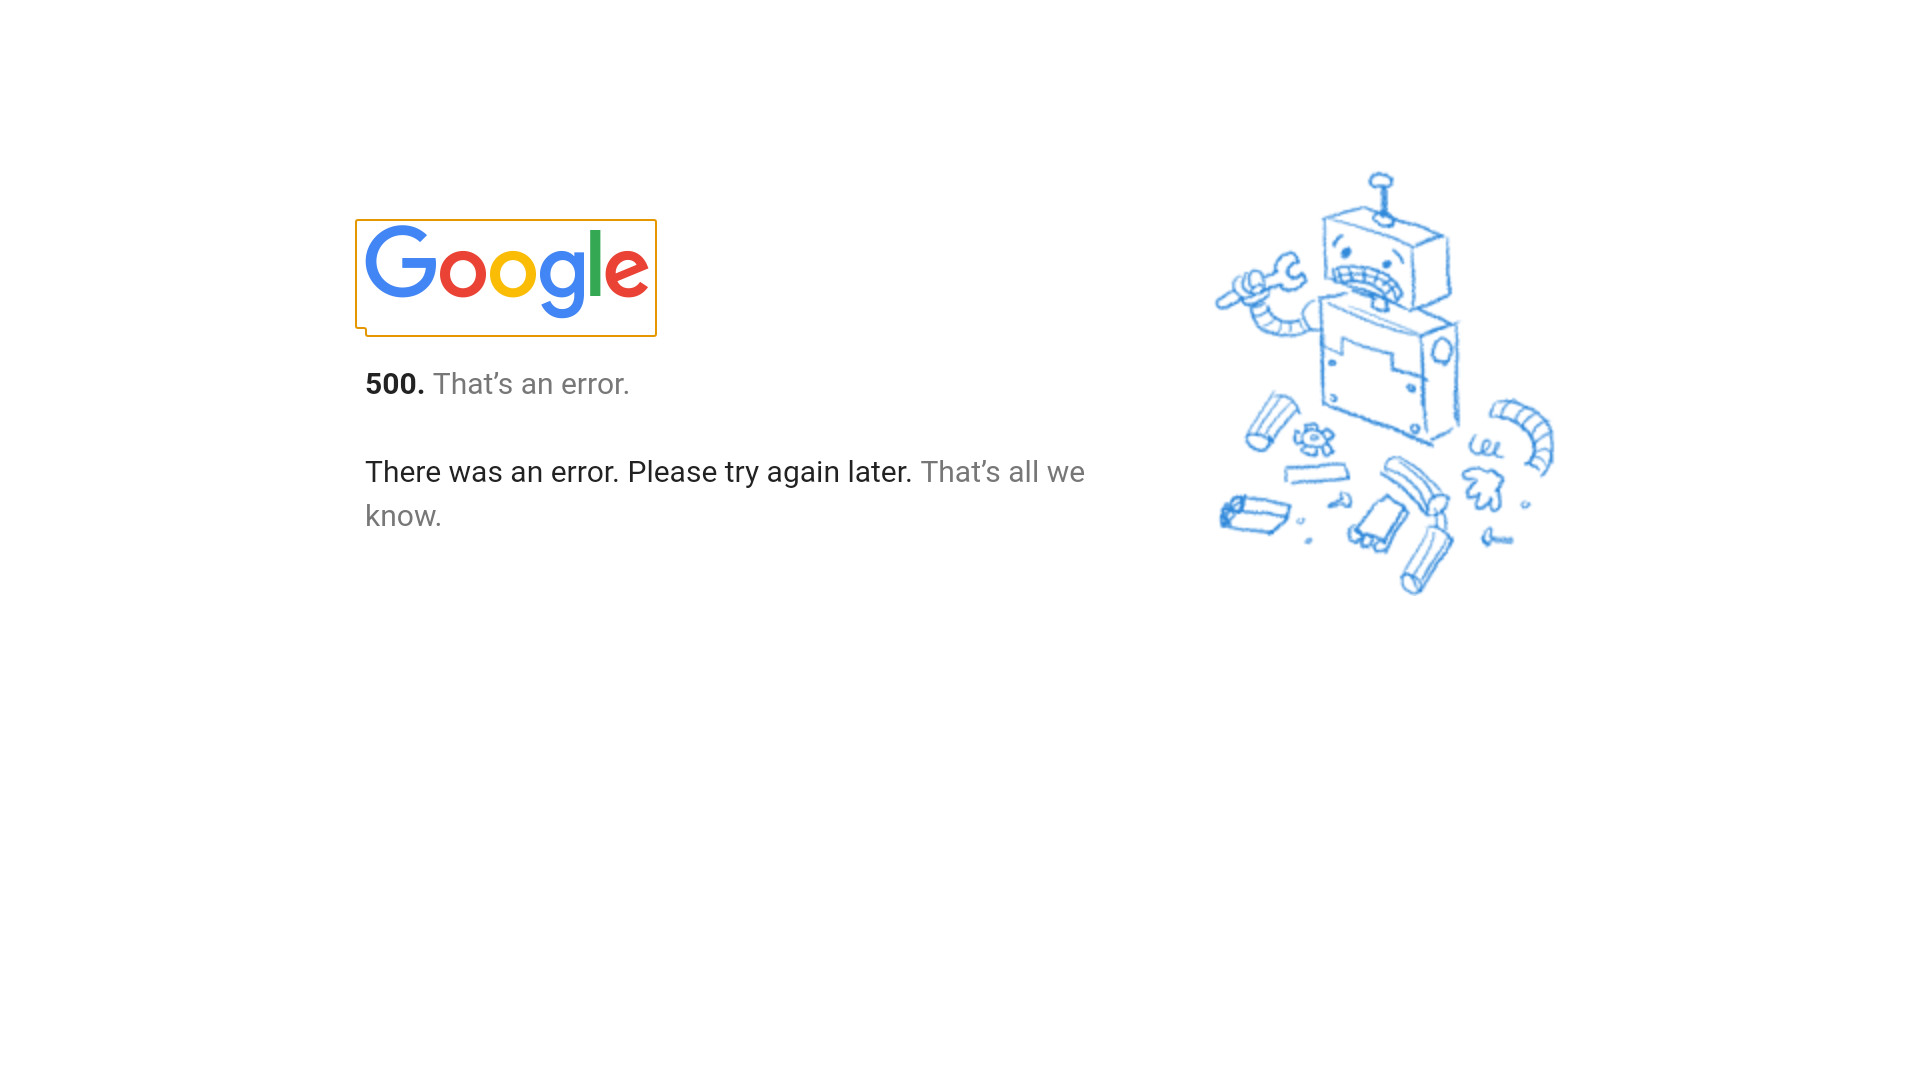 Google
500. That’s an error.
There was an error. Please try again later. That’s all we
know.